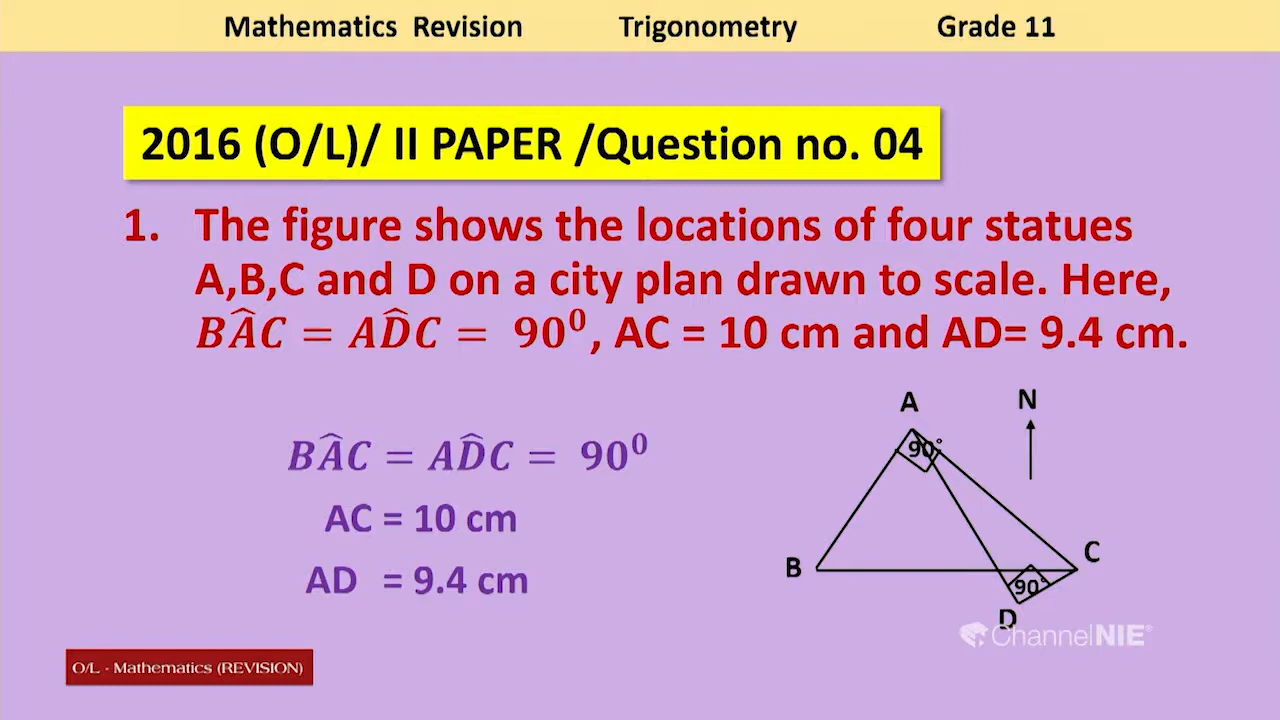 Mathematics Revision Trigonometry Grade 11
2016 (O/L)/ II PAPER /Question no. 04
1. The figure shows the locations of four statues
A,B,C and D on a city plan drawn to scale. Here,
BÂC = AD̂C = 90⁰, AC = 10 cm and AD= 9.4 cm.
BÂC = AD̂C = 90⁰
AC = 10 cm
AD = 9.4 cm
A
N
90°
B
C
90°
D
ChannelNIE
O/L - Mathematics (REVISION)